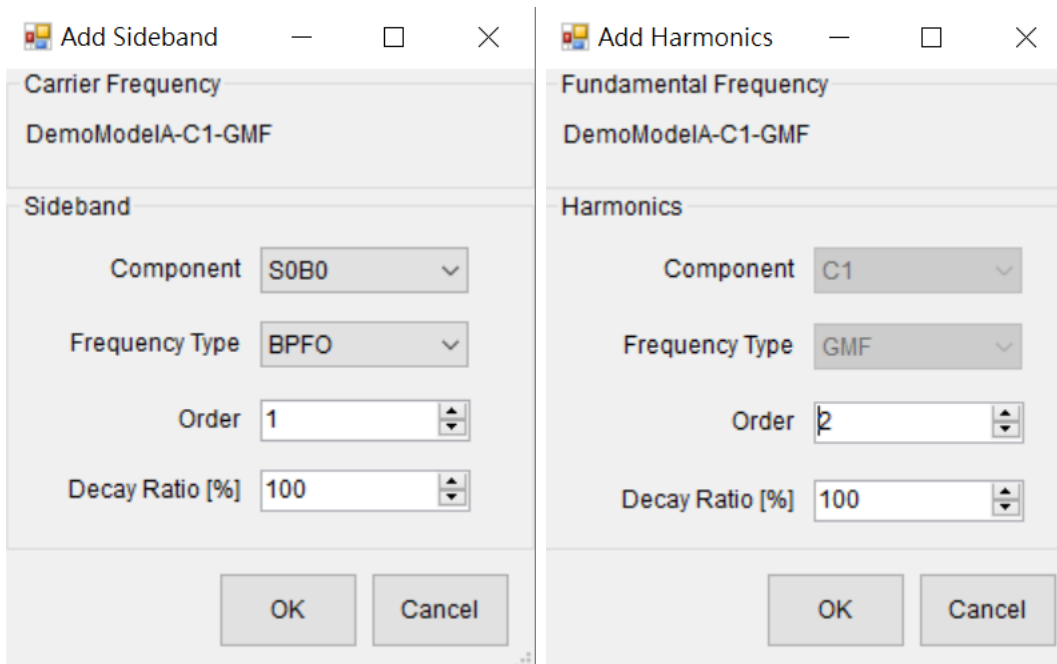 Add Sideband
Carrier Frequency
DemoModelA-C1-GMF
Sideband
Component S0B0
Frequency Type BPFO
Order 1
Decay Ratio [%] 100
OK Cancel
Add Harmonics
Fundamental Frequency
DemoModelA-C1-GMF
Harmonics
Component C1
Frequency Type GMF
Order 2
Decay Ratio [%] 100
OK Cancel